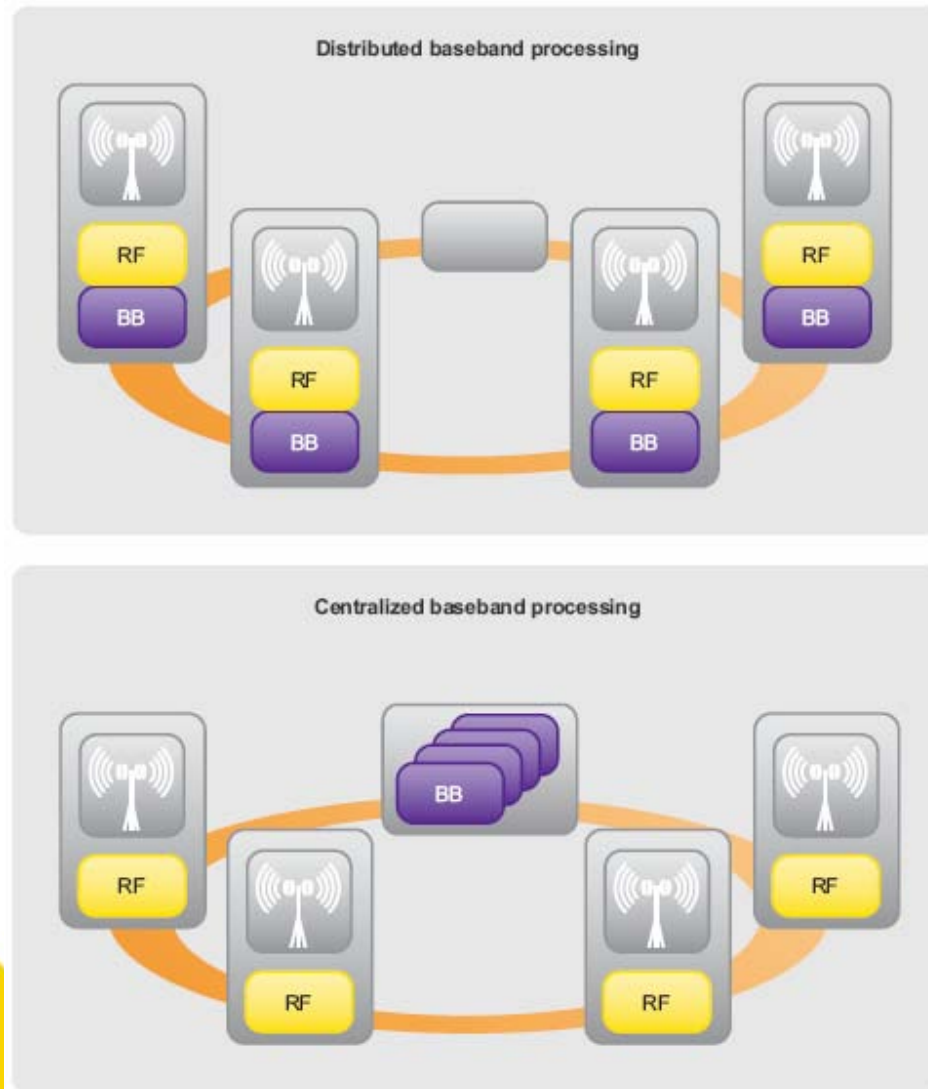 Distributed baseband processing
RF
BB
RF
BB
RF
BB
RF
BB
Centralized baseband processing
BB
RF
RF
RF
RF